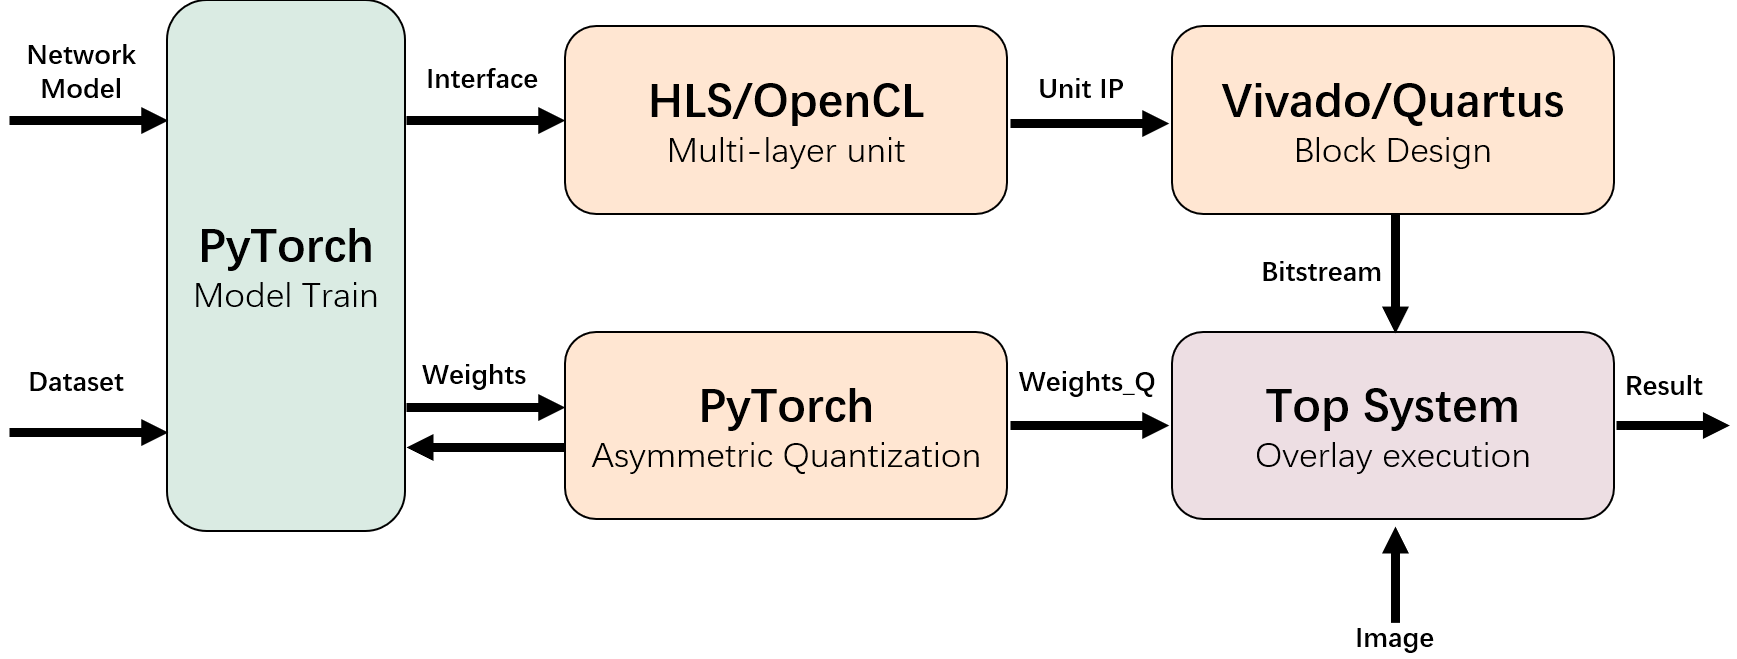 Network
Model
Interface
HLS/OpenCL
Multi-layer unit
Unit IP
Vivado/Quartus
Block Design
PyTorch
Model Train
Bitstream
Dataset
Weights
PyTorch
Asymmetric Quantization
Weights_Q
Top System
Overlay execution
Result
Image